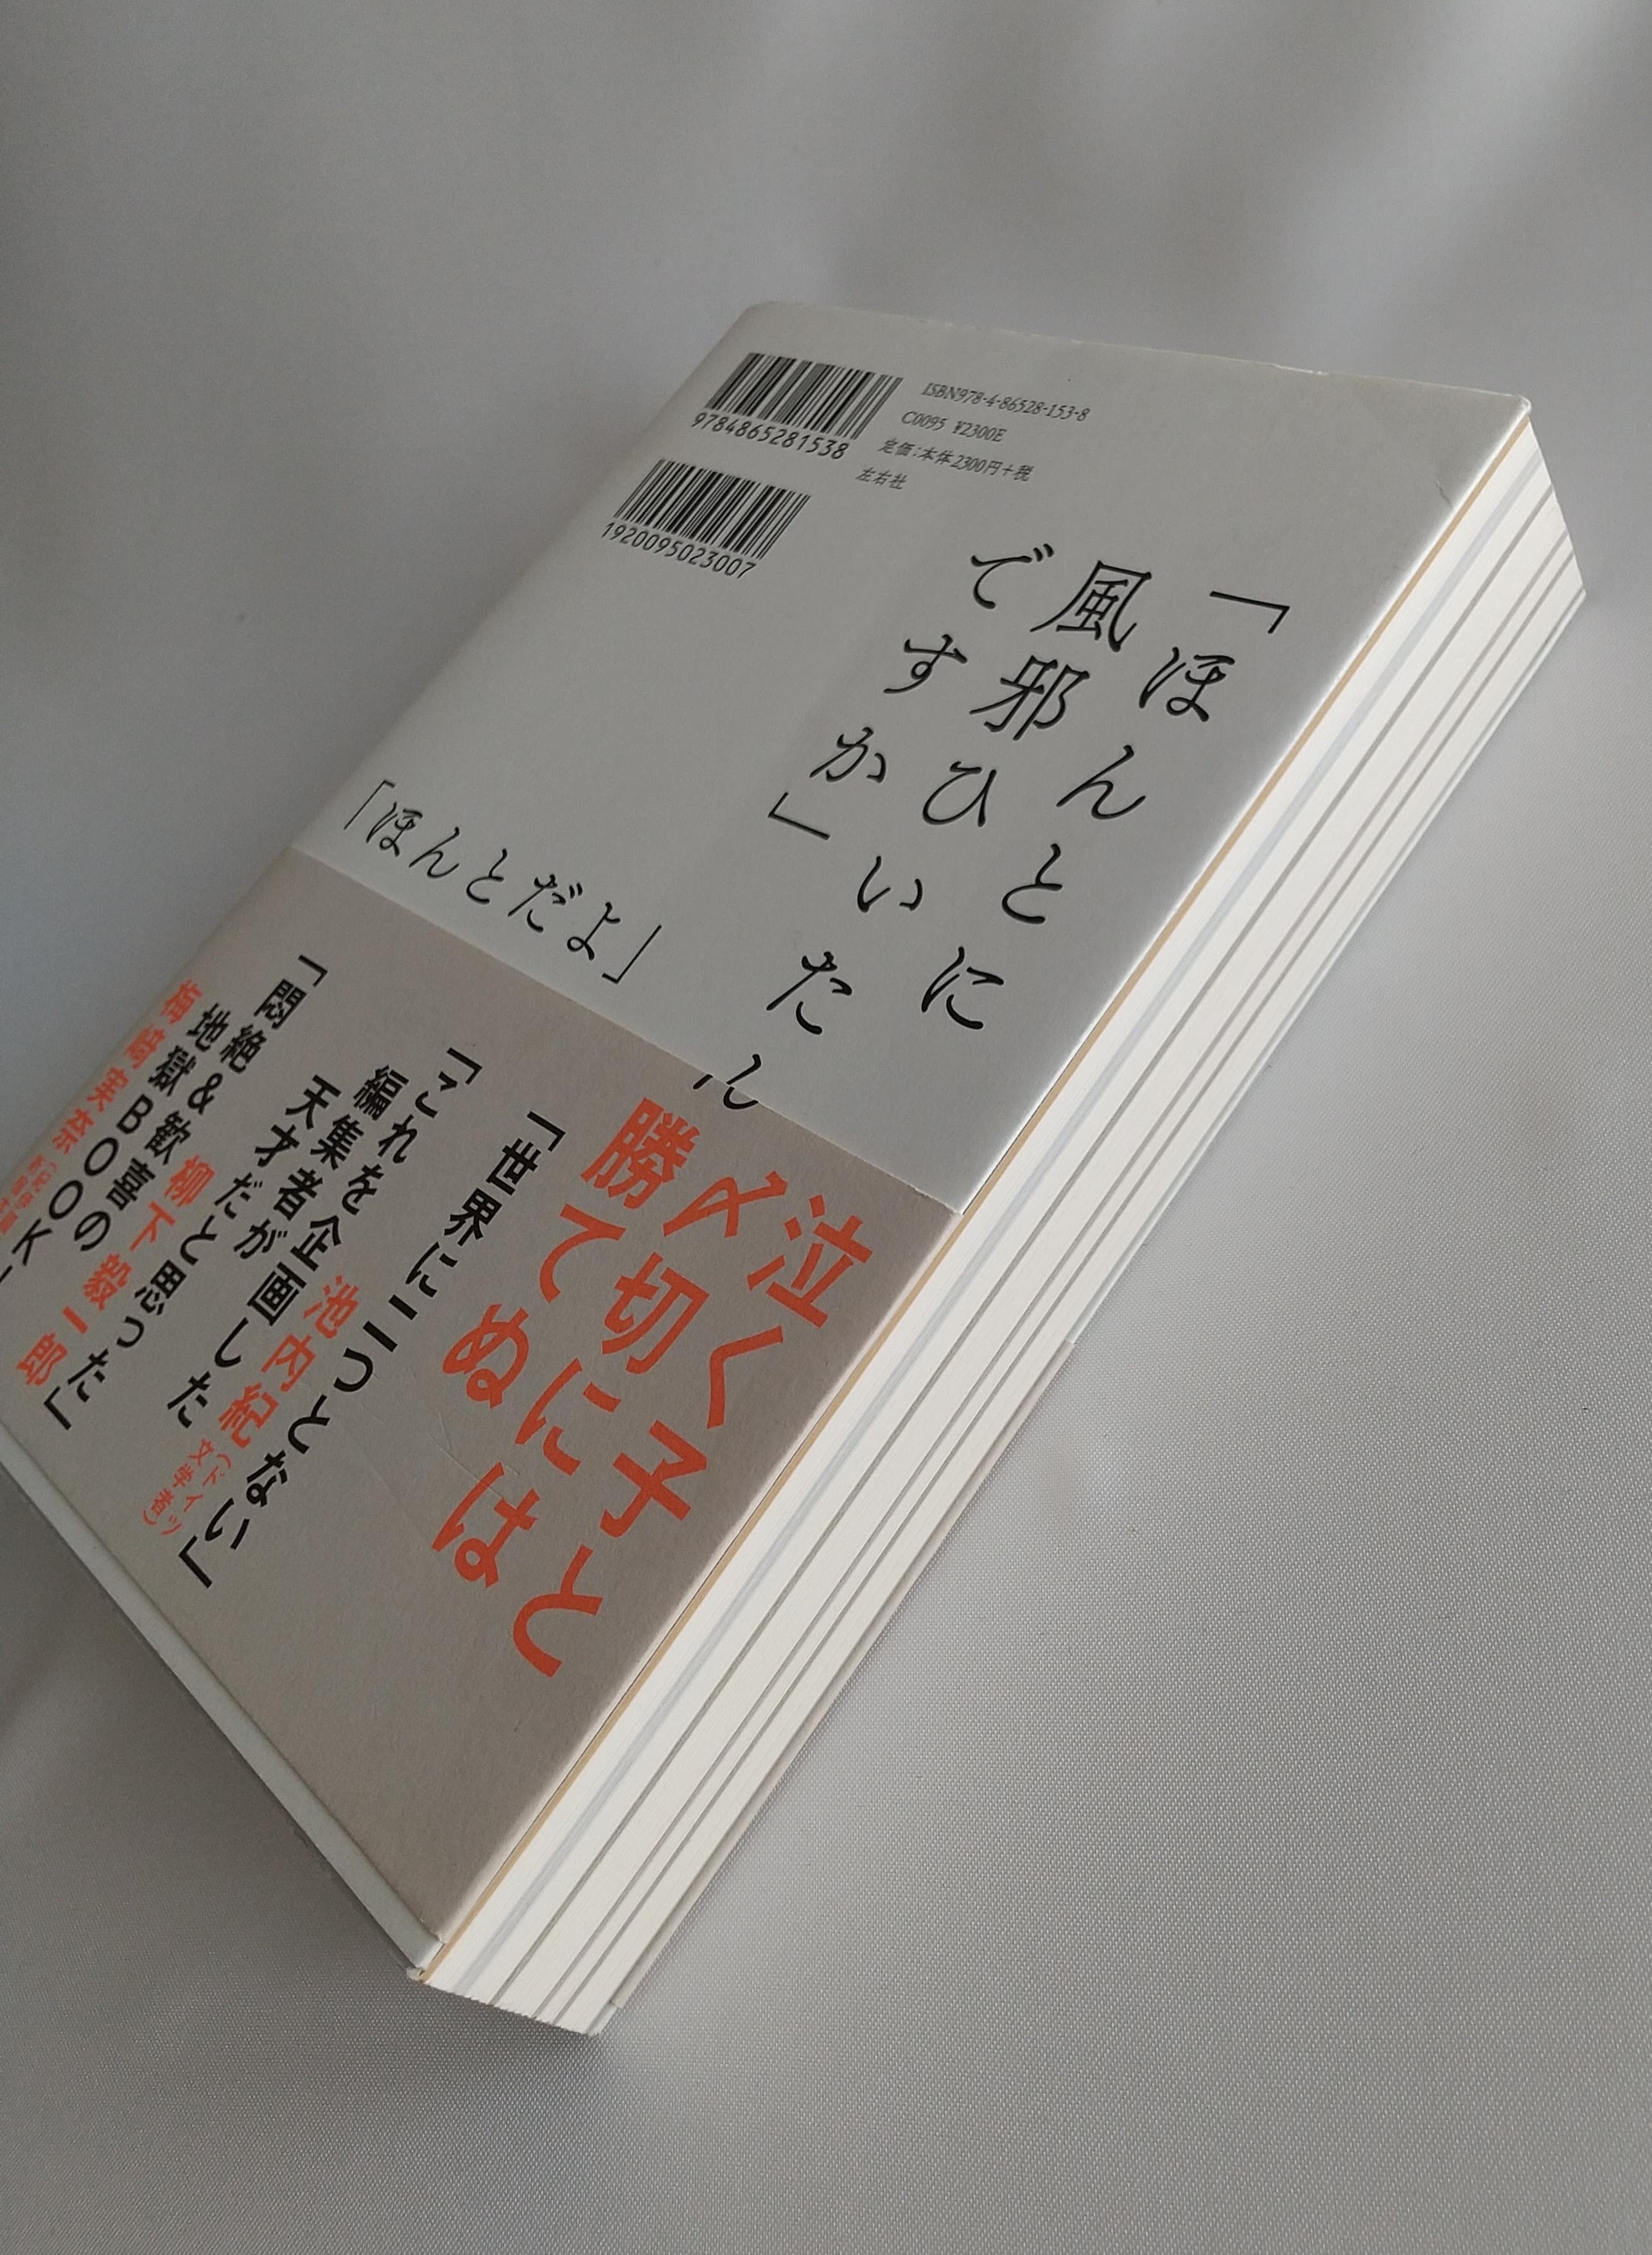 9784865281538
ISBN978-4-86528-153-8
C0095 ¥2300E
定価：本体2300円+税
左右社
1920095023007
「ほんとに
風邪ひいたん
ですか」
「ほんとだよ」
泣く子と
〆切には
勝てぬ
「世界に二つとない」
池内紀（ドイツ文学者）
「これを
編集者が企画した
天才だと思った」
柳下毅一郎
「悶絶&歓喜の
地獄BOOK」